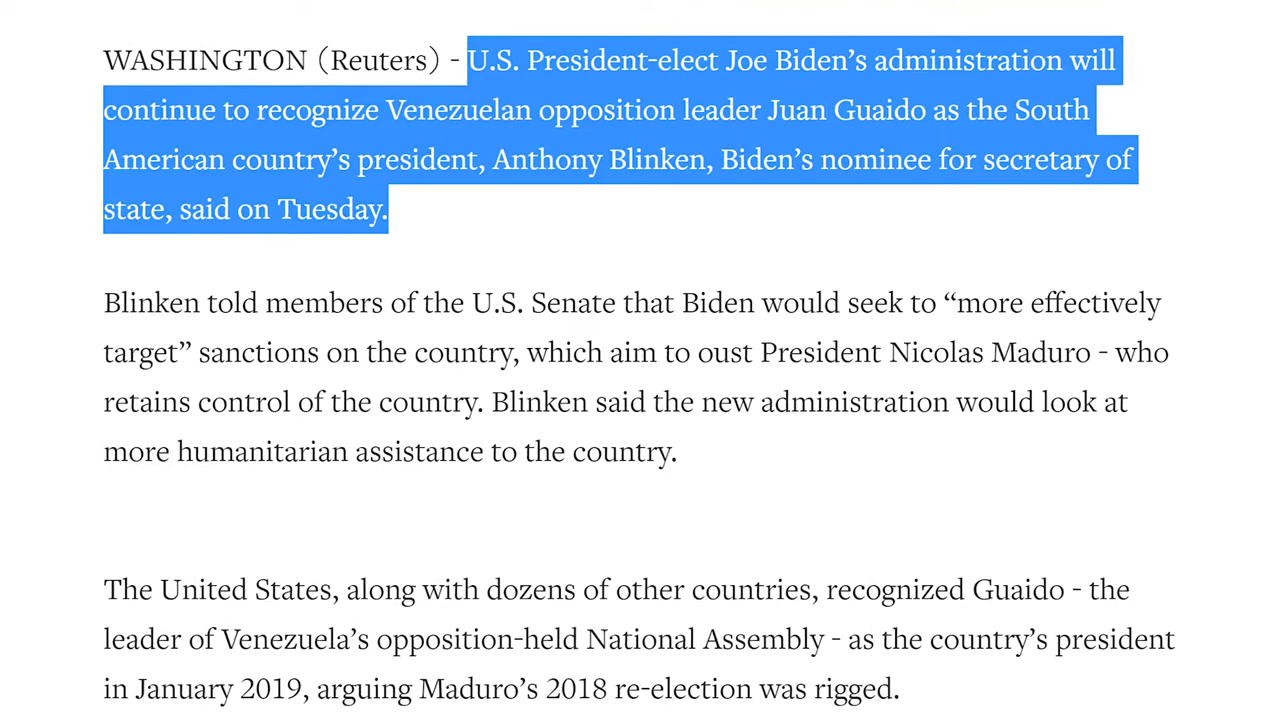 WASHINGTON (Reuters) - U.S. President-elect Joe Biden’s administration will
continue to recognize Venezuelan opposition leader Juan Guaido as the South
American country’s president, Anthony Blinken, Biden’s nominee for secretary of
state, said on Tuesday.
Blinken told members of the U.S. Senate that Biden would seek to “more effectively
target” sanctions on the country, which aim to oust President Nicolas Maduro - who
retains control of the country. Blinken said the new administration would look at
more humanitarian assistance to the country.
The United States, along with dozens of other countries, recognized Guaido - the
leader of Venezuela’s opposition-held National Assembly - as the country’s president
in January 2019, arguing Maduro’s 2018 re-election was rigged.